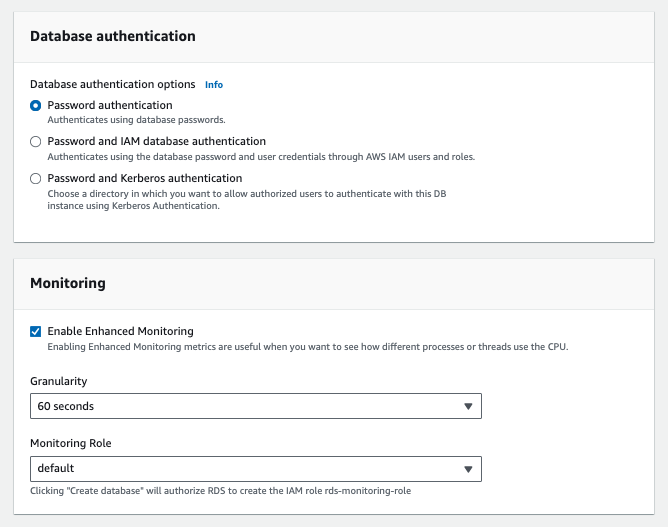 Database authentication
Database authentication options Info
Password authentication
Authenticates using database passwords.
Password and IAM database authentication
Authenticates using the database password and user credentials through AWS IAM users and roles.
Password and Kerberos authentication
Choose a directory in which you want to allow authorized users to authenticate with this DB
instance using Kerberos Authentication.
Monitoring
Enable Enhanced Monitoring
Enabling Enhanced Monitoring metrics are useful when you want to see how different processes or threads use the CPU.
Granularity
60 seconds
Monitoring Role
default
Clicking "Create database" will authorize RDS to create the IAM role rds-monitoring-role